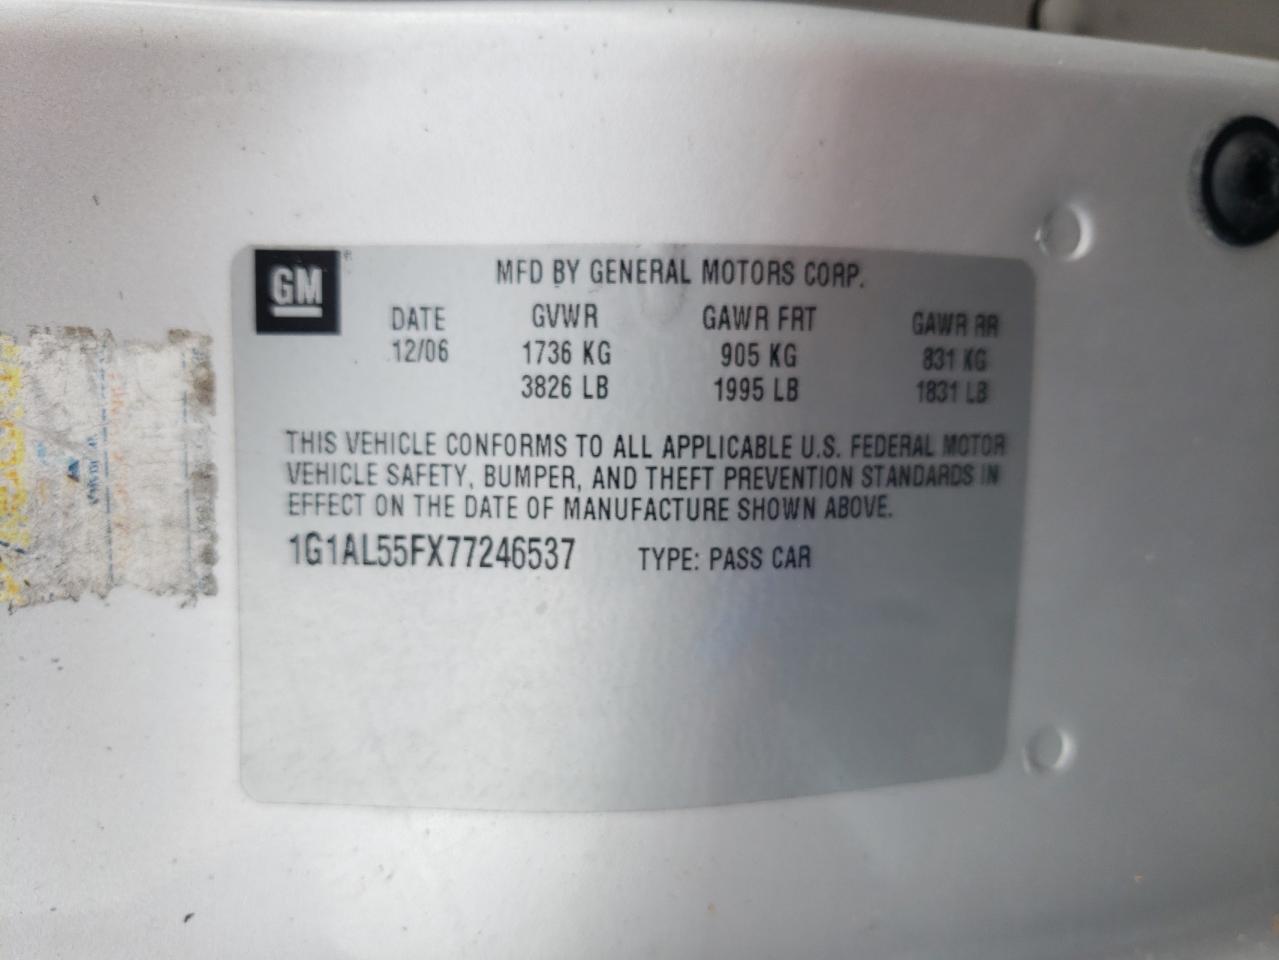 GM
MFD BY GENERAL MOTORS CORP.
DATE GVWR GAWR FRT GAWR RR
12/06 1736 KG 905 KG 831 KG
3826 LB 1995 LB 1831 LB
THIS VEHICLE CONFORMS TO ALL APPLICABLE U.S. FEDERAL MOTOR
VEHICLE SAFETY, BUMPER, AND THEFT PREVENTION STANDARDS IN
EFFECT ON THE DATE OF MANUFACTURE SHOWN ABOVE.
1G1AL55FX77246537 TYPE: PASS CAR